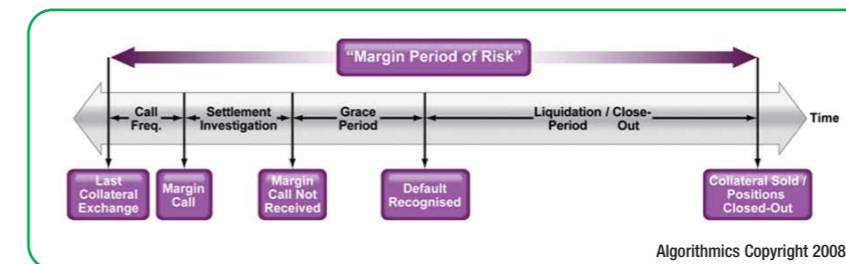 “Margin Period of Risk”
Call
Freq.
Settlement
Investigation
Grace
Period
Liquidation / Close-
Period Out
Time
Last
Collateral
Exchange
Margin
Call
Margin
Call Not
Received
Default
Recognised
Collateral Sold /
Positions
Closed-Out
Algorithmics Copyright 2008